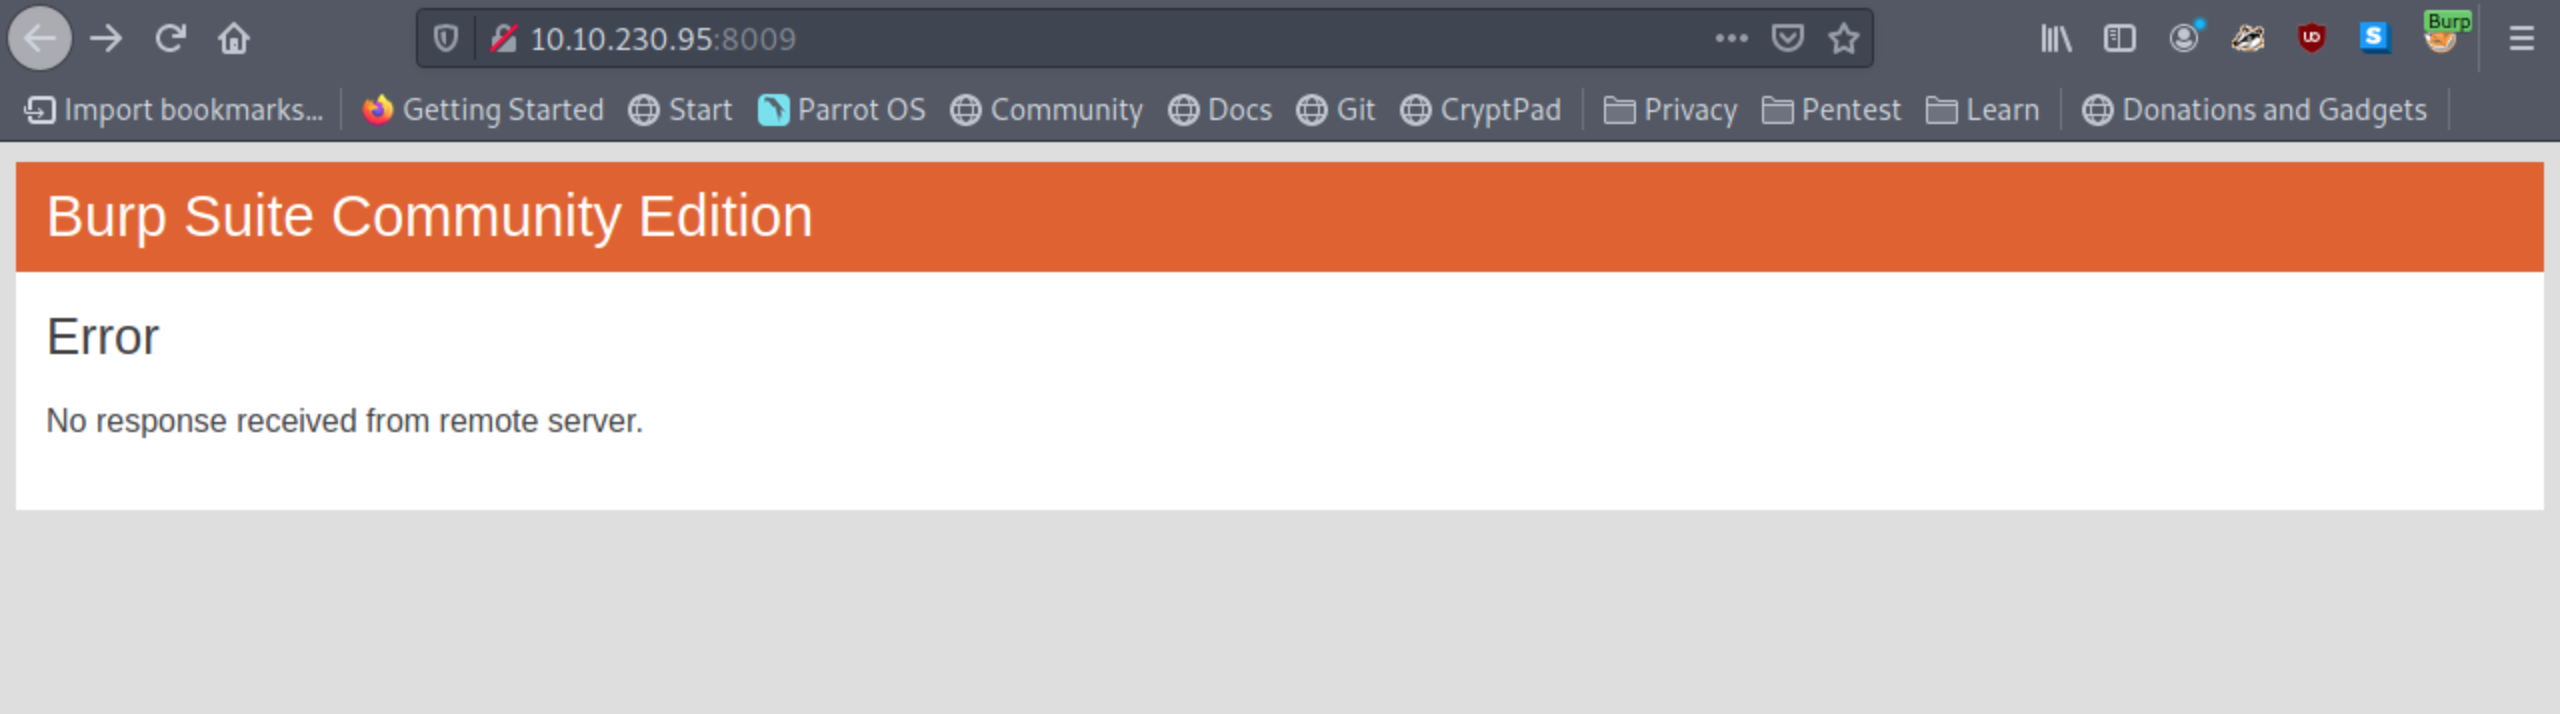 10.10.230.95:8009
Burp
Import bookmarks... Getting Started Start Parrot OS Community Docs Git CryptPad Privacy Pentest Learn Donations and Gadgets
Burp Suite Community Edition
Error
No response received from remote server.